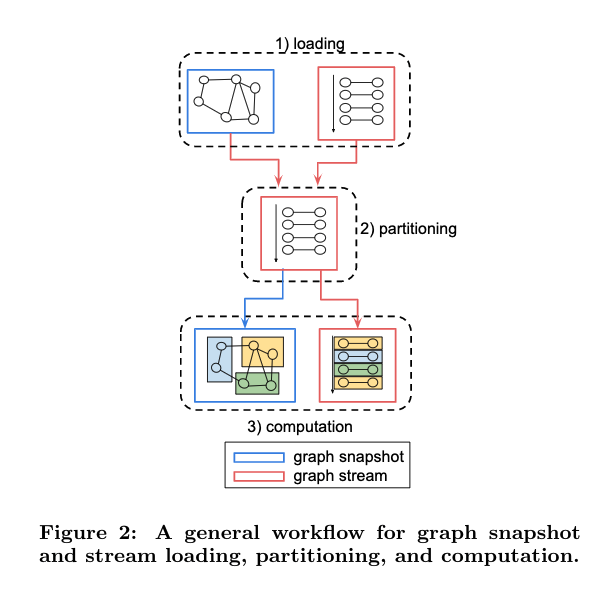 1) loading
2) partitioning
3) computation
graph snapshot
graph stream
Figure 2: A general workflow for graph snapshot
and stream loading, partitioning, and computation.